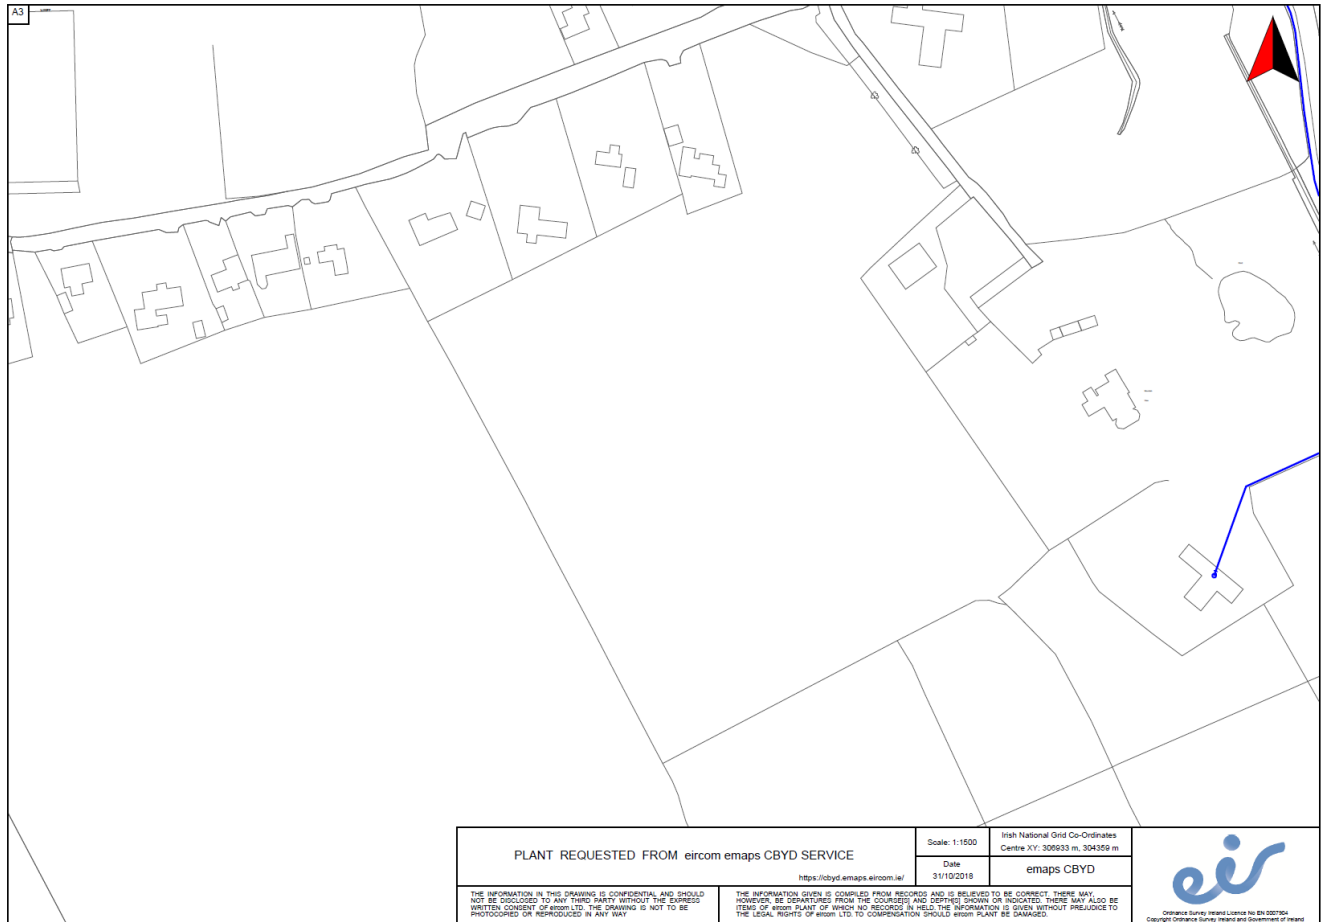 A3
PLANT REQUESTED FROM eircom emaps CBYD SERVICE
https://cbyd.emaps.eircom.ie/
Scale: 1:1500
Date
31/10/2018
Irish National Grid Co-Ordinates
Centre XY: 306933 m, 304359 m
emaps CBYD
THE INFORMATION IN THIS DRAWING IS CONFIDENTIAL AND SHOULD
NOT BE DISCLOSED TO ANY THIRD PARTY WITHOUT THE EXPRESS
WRITTEN CONSENT OF eircom LTD. THE DRAWING IS NOT TO BE
PHOTOCOPIED OR REPRODUCED IN ANY WAY
THE INFORMATION GIVEN IS COMPILED FROM RECORDS AND IS BELIEVED TO BE CORRECT. THERE MAY,
HOWEVER, BE DEPARTURES FROM THE COURSE[S] AND DEPTH[S] SHOWN OR INDICATED. THERE MAY ALSO BE
ITEMS OF eircom PLANT OF WHICH NO RECORDS IN HELD. THE INFORMATION IS GIVEN WITHOUT PREJUDICE TO
THE LEGAL RIGHTS OF eircom LTD. TO COMPENSATION SHOULD eircom PLANT BE DAMAGED.
eir
Ordnance Survey Ireland Licence No EN 0007904
Copyright Ordnance Survey Ireland and Government of Ireland